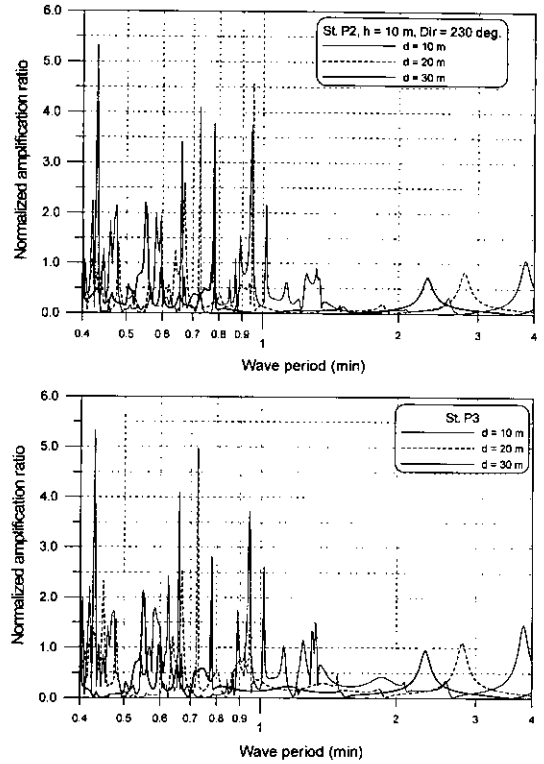 6.0
5.0
4.0
3.0
2.0
1.0
0.0
Normalized amplification ratio
St. P2, h = 10 m, Dir = 230 deg.
d = 10 m
d = 20 m
d = 30 m
0.4 0.5 0.6 0.7 0.8 0.9 1 2 3 4
Wave period (min)
6.0
5.0
4.0
3.0
2.0
1.0
0.0
Normalized amplification ratio
St. P3
d = 10 m
d = 20 m
d = 30 m
0.4 0.5 0.6 0.7 0.8 0.9 1 2 3 4
Wave period (min)